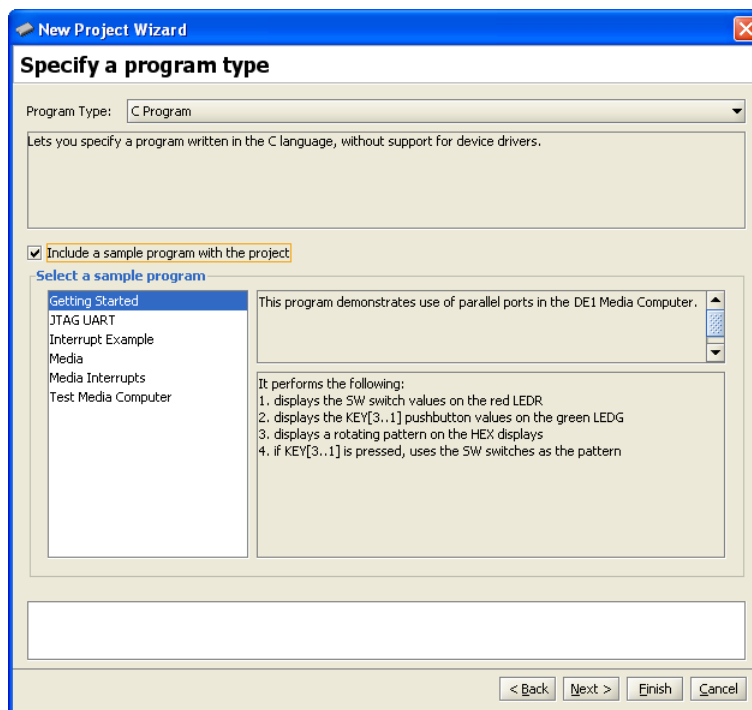 New Project Wizard
Specify a program type
Program Type: C Program
Lets you specify a program written in the C language, without support for device drivers.
Include a sample program with the project
Select a sample program
Getting Started
JTAG UART
Interrupt Example
Media
Media Interrupts
Test Media Computer
This program demonstrates use of parallel ports in the DE1 Media Computer.
It performs the following:
1. displays the SW switch values on the red LEDR
2. displays the KEY[3..1] pushbutton values on the green LEDG
3. displays a rotating pattern on the HEX displays
4. if KEY[3..1] is pressed, uses the SW switches as the pattern
< Back Next > Finish Cancel